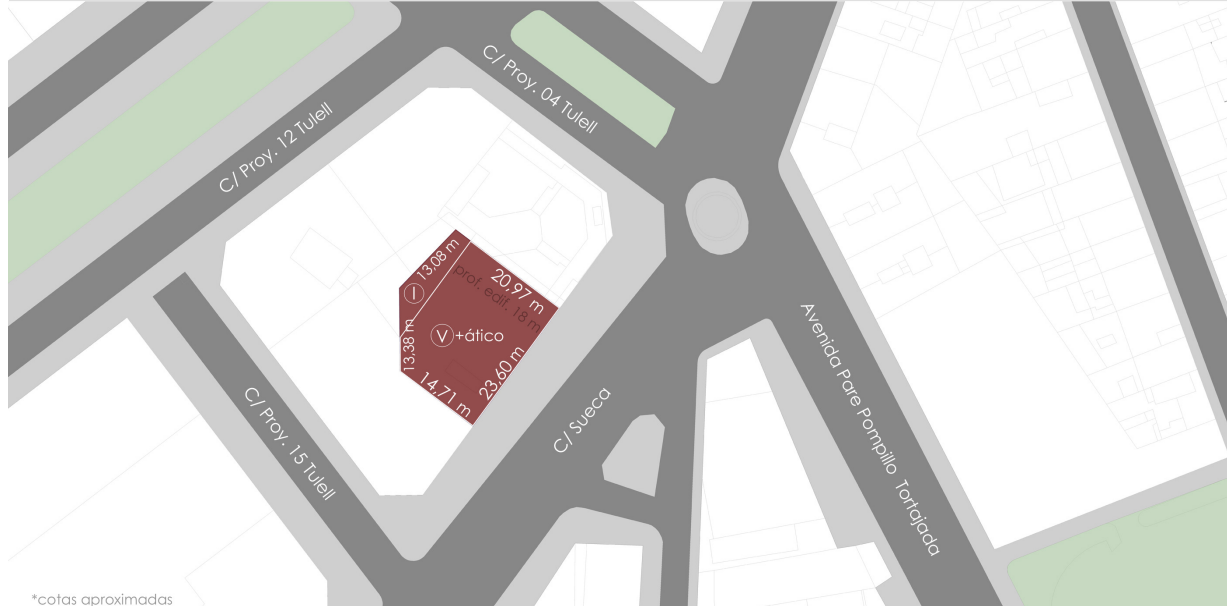 C/ Proy. 04 Tulell
C/ Proy. 12 Tulell
13,08 m
20,97 m
prof. edif. 18 m
I
V +ático
13,38 m
14,71 m
23,60 m
C/ Proy. 15 Tulell
C/ Sueca
Avenida Pare Pompillo Tortajada
*cotas aproximadas